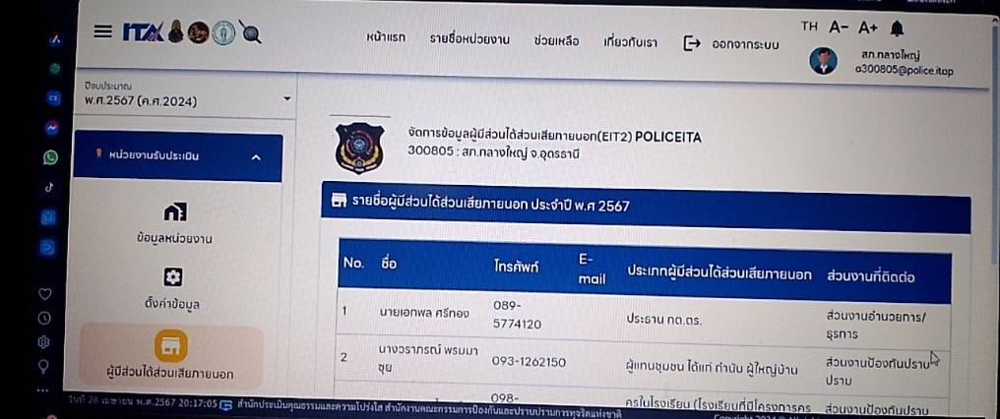 ITA
หน้าแรก
รายชื่อหน่วยงาน
ช่วยเหลือ
เกี่ยวกับเรา
ออกจากระบบ
TH A- A+
สภ.กลางใหญ่
a300805@police.itap
ปีงบประมาณ
พ.ศ.2567 (ค.ศ.2024)
หน่วยงานรับประเมิน
ข้อมูลหน่วยงาน
ตั้งค่าข้อมูล
ผู้มีส่วนได้ส่วนเสียภายนอก
จัดการข้อมูลผู้มีส่วนได้ส่วนเสียภายนอก(EIT2) POLICEITA
300805 : สภ.กลางใหญ่ จ.อุดรธานี
รายชื่อผู้มีส่วนได้ส่วนเสียภายนอก ประจำปี พ.ศ 2567
No. ชื่อ โทรศัพท์ E-mail ประเภทผู้มีส่วนได้ส่วนเสียภายนอก ส่วนงานที่ติดต่อ
1 นายเอกพล ศรีทอง 089-5774120 ประธาน กต.ตร. ส่วนงานอำนวยการ/ธุรการ
2 นางวราภรณ์ พรมมาซุย 093-1262150 ผู้แทนชุมชน ได้แก่ กำนัน ผู้ใหญ่บ้าน ส่วนงานป้องกันปราบปราม
098- ครูในโรงเรียน (โรงเรียนที่มีโครงการครู ส่วนงานป้องกันปราบ
วันที่ 28 เมษายน พ.ศ.2567 20:17:05 สำนักประเมินคุณธรรมและความโปร่งใส สำนักงานคณะกรรมการป้องกันและปราบปรามการทุจริตแห่งชาติ